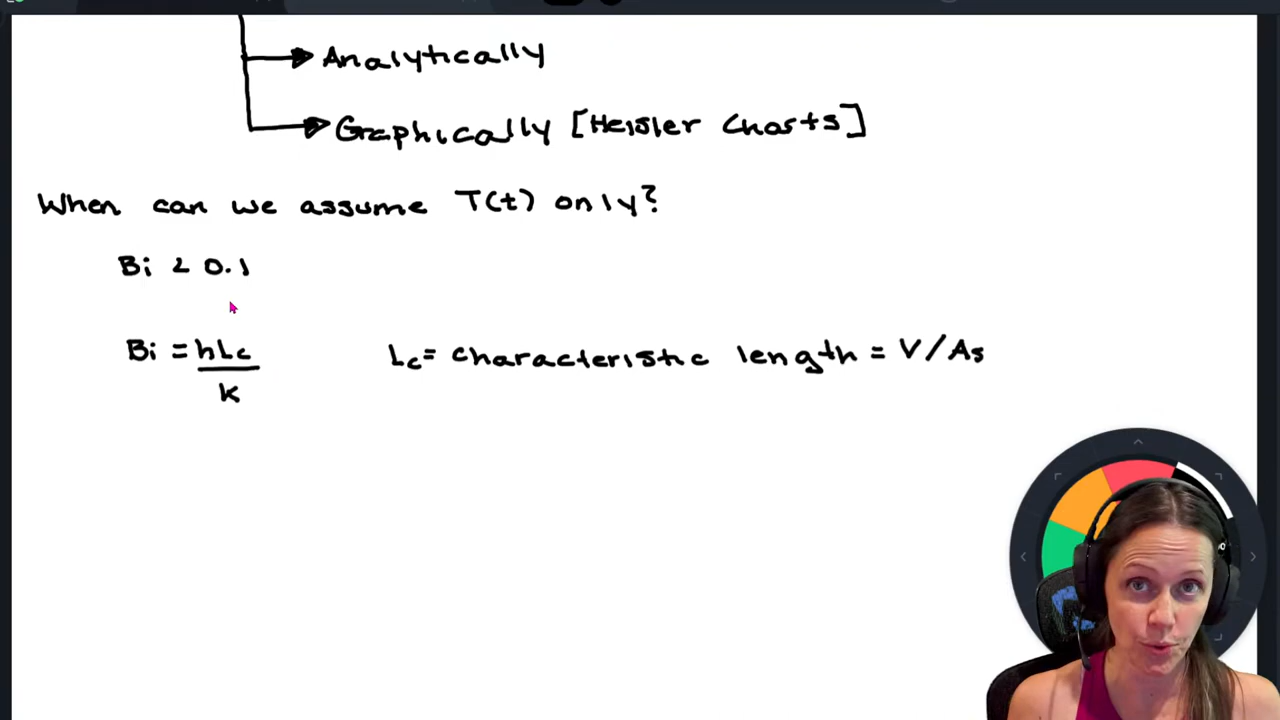 Analytically
Graphically [Heisler Charts]
When can we assume T(t) only?
Bi < 0.1
Bi = hLc / k
Lc = characteristic length = V/As